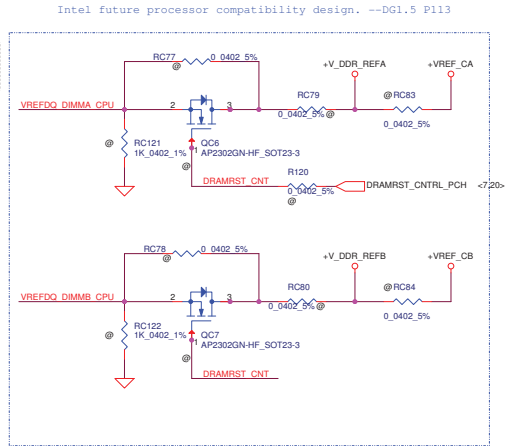 Intel future processor compatibility design. --DG1.5 P113
RC77 0_0402_5%
@
+V_DDR_REFA +VREF_CA
VREFDQ_DIMMA_CPU 2 3 RC79 @ RC83
0_0402_5% @ 0_0402_5%
@ RC121 1 QC6
1K_0402_1% @ AP2302GN-HF_SOT23-3
DRAMRST_CNT R120 DRAMRST_CNTRL_PCH <7,20>
0_0402_5%
@
RC78 0_0402_5%
@
+V_DDR_REFB +VREF_CB
VREFDQ_DIMMB_CPU 2 3 RC80 @ RC84
0_0402_5% @ 0_0402_5%
@ RC122 1 QC7
1K_0402_1% @ AP2302GN-HF_SOT23-3
DRAMRST_CNT